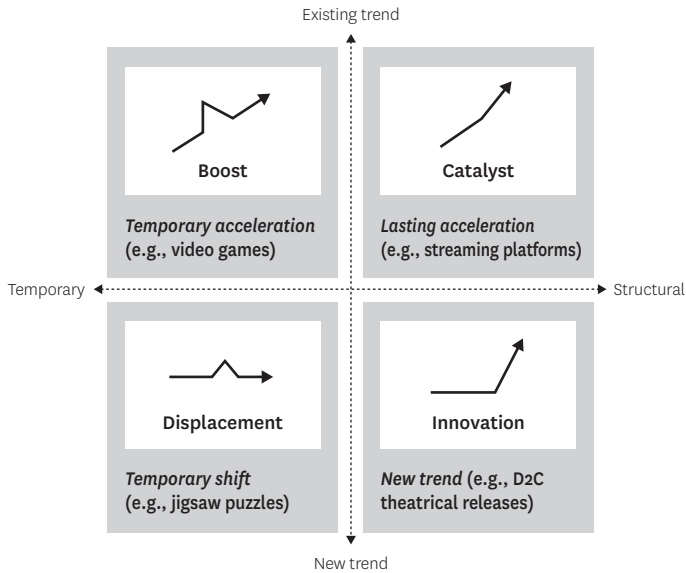 Existing trend
Boost
Temporary acceleration
(e.g., video games)
Catalyst
Lasting acceleration
(e.g., streaming platforms)
Temporary
Structural
Displacement
Temporary shift
(e.g., jigsaw puzzles)
Innovation
New trend (e.g., D2C
theatrical releases)
New trend